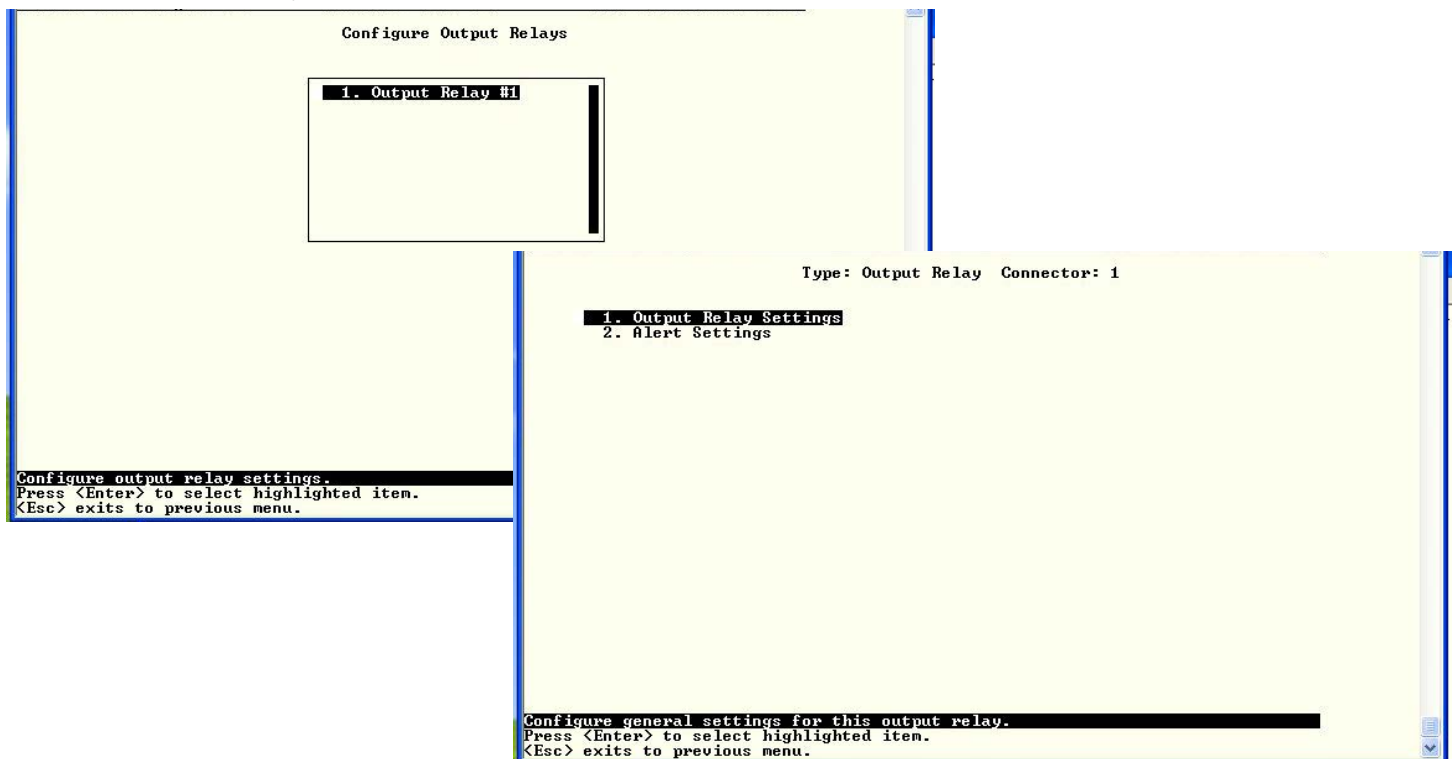 Configure Output Relays
1. Output Relay #1
Configure output relay settings.
Press <Enter> to select highlighted item.
<Esc> exits to previous menu.
Type: Output Relay Connector: 1
1. Output Relay Settings
2. Alert Settings
Configure general settings for this output relay.
Press <Enter> to select highlighted item.
<Esc> exits to previous menu.